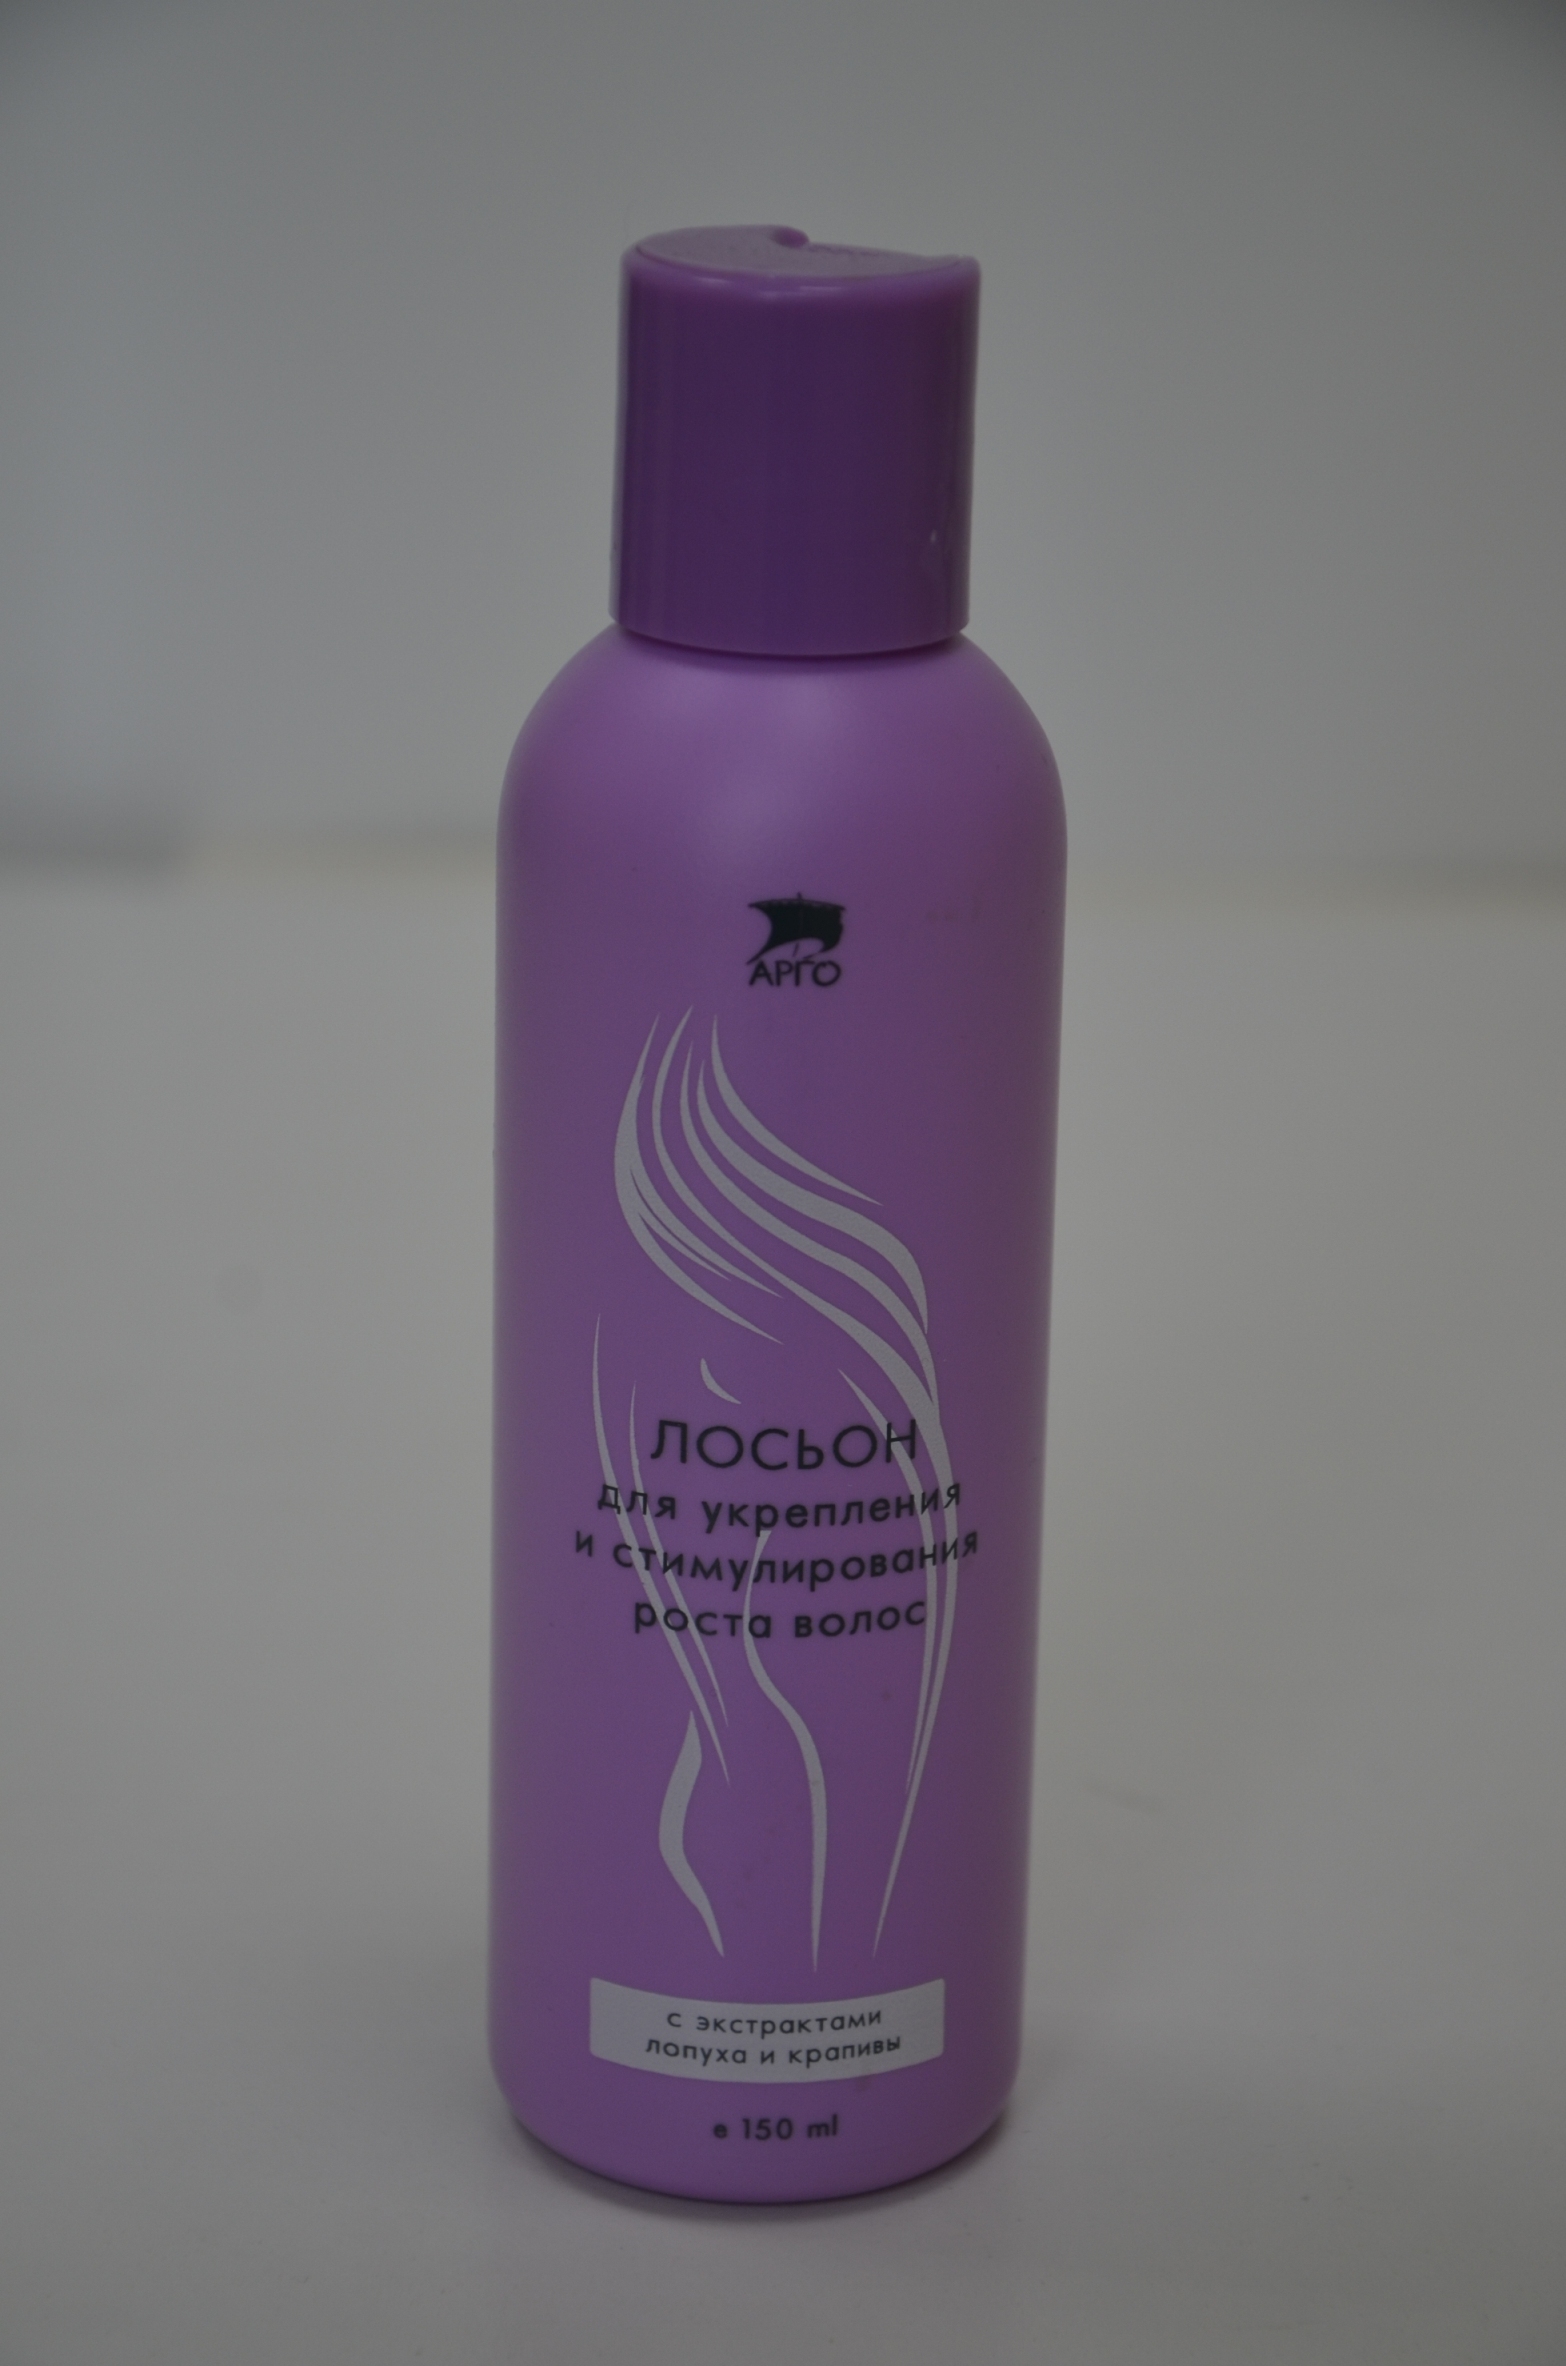 АРГО
ЛОСЬОН
для укрепления
и стимулирования
роста волос
с экстрактами
лопуха и крапивы
e 150 ml